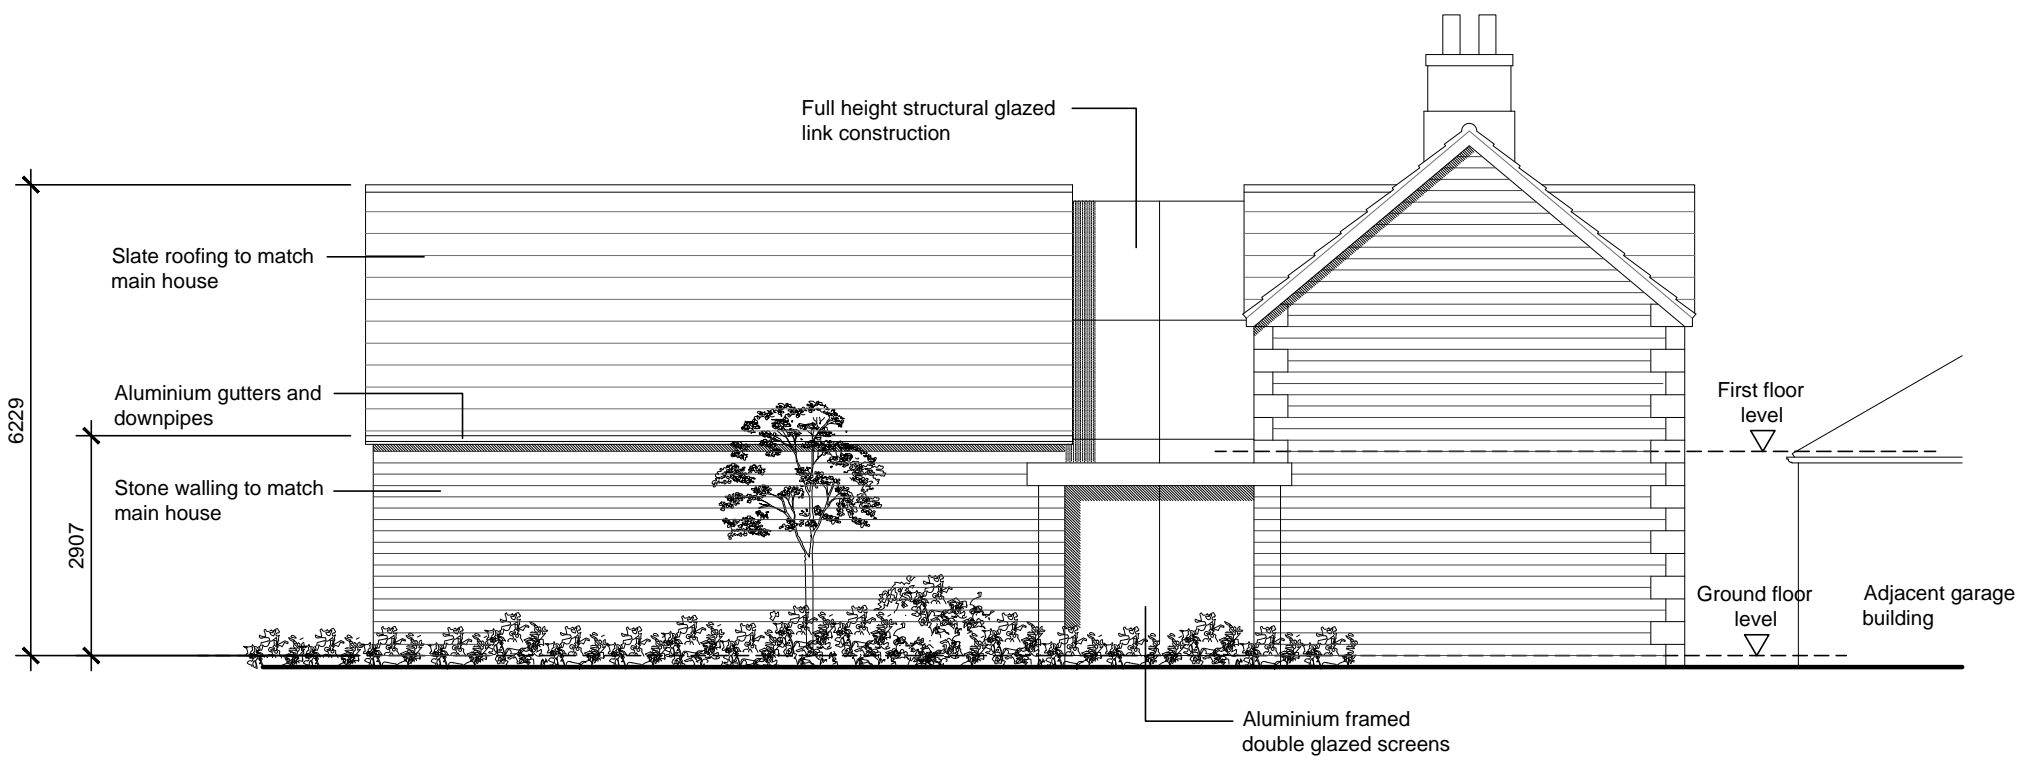 Full height structural glazed
link construction
Slate roofing to match
main house
Aluminium gutters and
downpipes
6229
First floor
level
Stone walling to match
main house
2907
Ground floor
level
Adjacent garage
building
Aluminium framed
double glazed screens